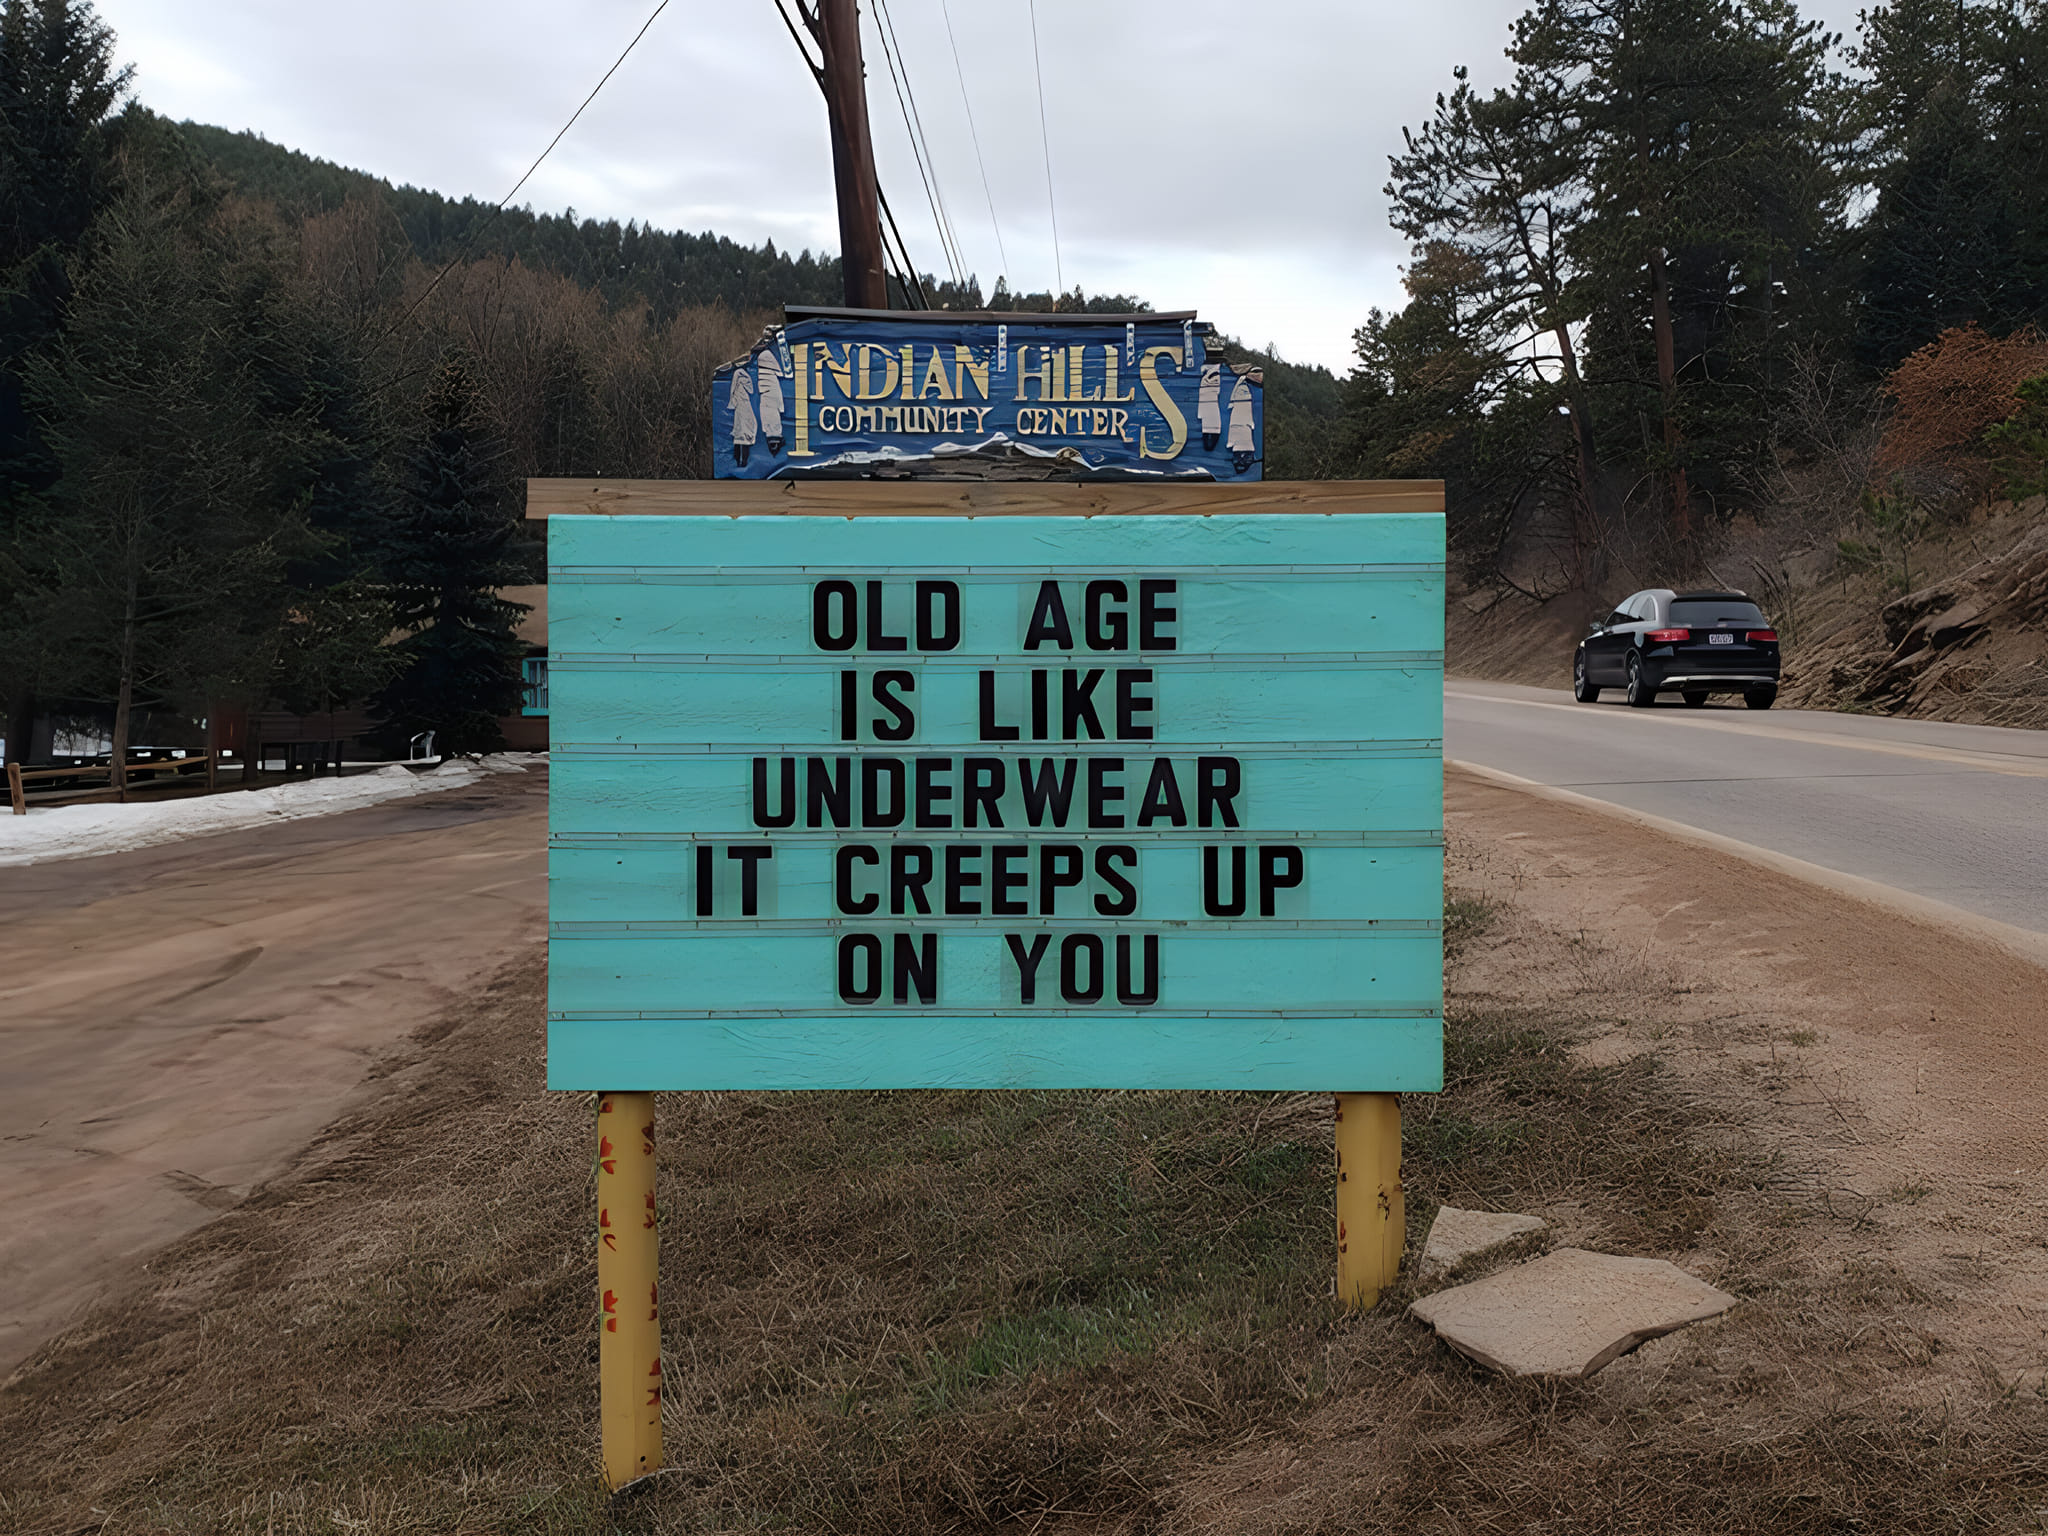 INDIAN HILLS
COMMUNITY CENTER
OLD AGE
IS LIKE
UNDERWEAR
IT CREEPS UP
ON YOU